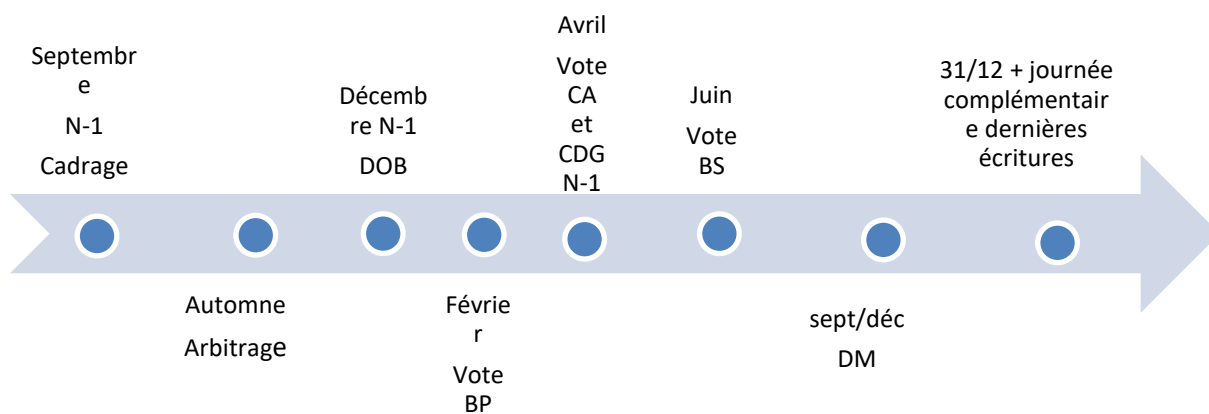 Septembr
e
N-1
Cadrage
Automne
Arbitrage
Décemb
re N-1
DOB
Févrie
r
Vote
BP
Avril
Vote
CA
et
CDG
N-1
Juin
Vote
BS
sept/déc
DM
31/12 + journée
complémentair
e dernières
écritures